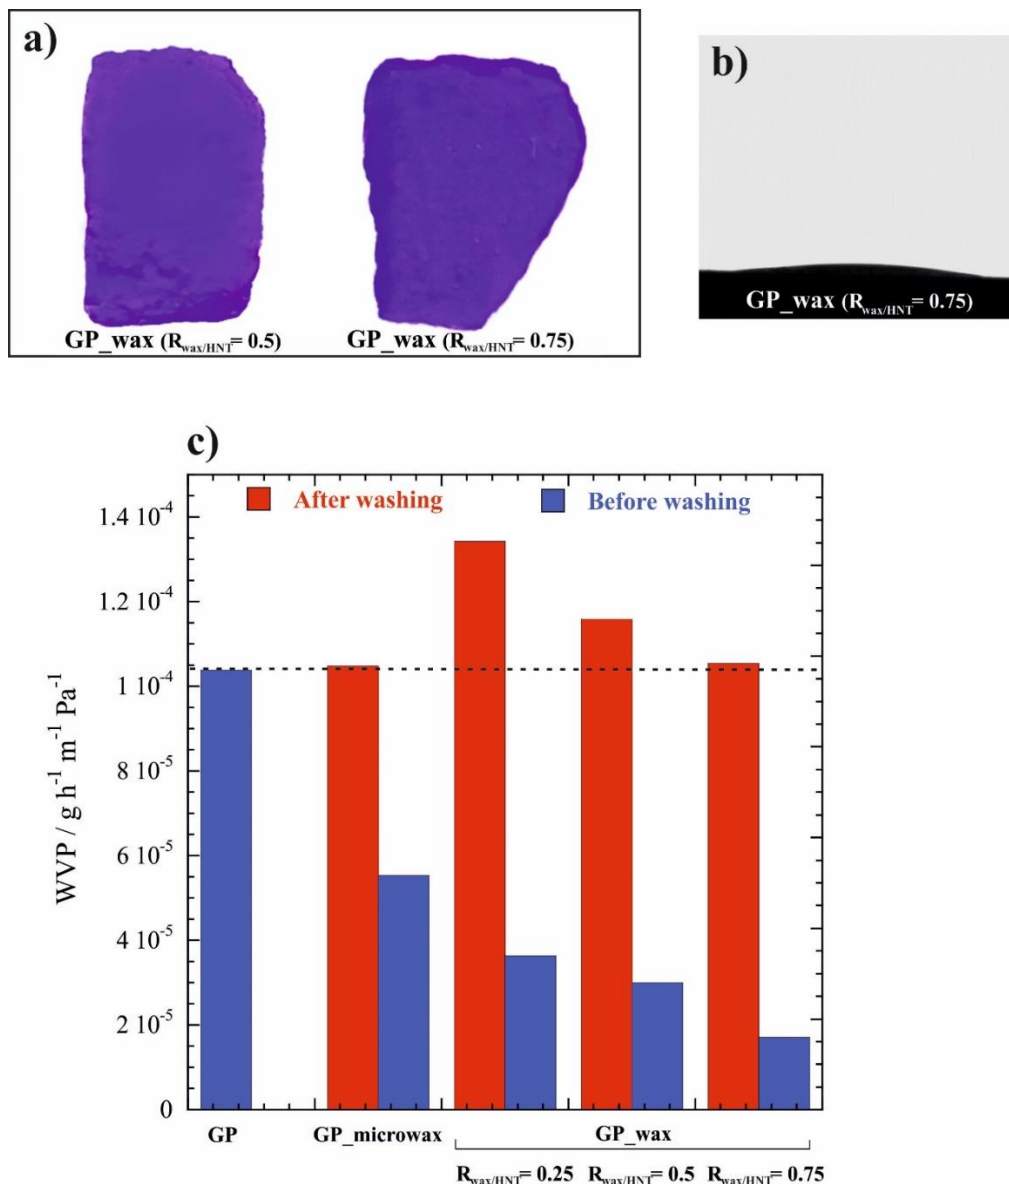 a)
GP_wax (Rwax/HNT= 0.5)
GP_wax (Rwax/HNT= 0.75)
b)
GP_wax (Rwax/HNT= 0.75)
c)
After washing
Before washing
1.4 10-4
1.2 10-4
1 10-4
8 10-5
6 10-5
4 10-5
2 10-5
0
WVP / g h-1 m-1 Pa-1
GP
GP_microwax
GP_wax
Rwax/HNT= 0.25
Rwax/HNT= 0.5
Rwax/HNT= 0.75